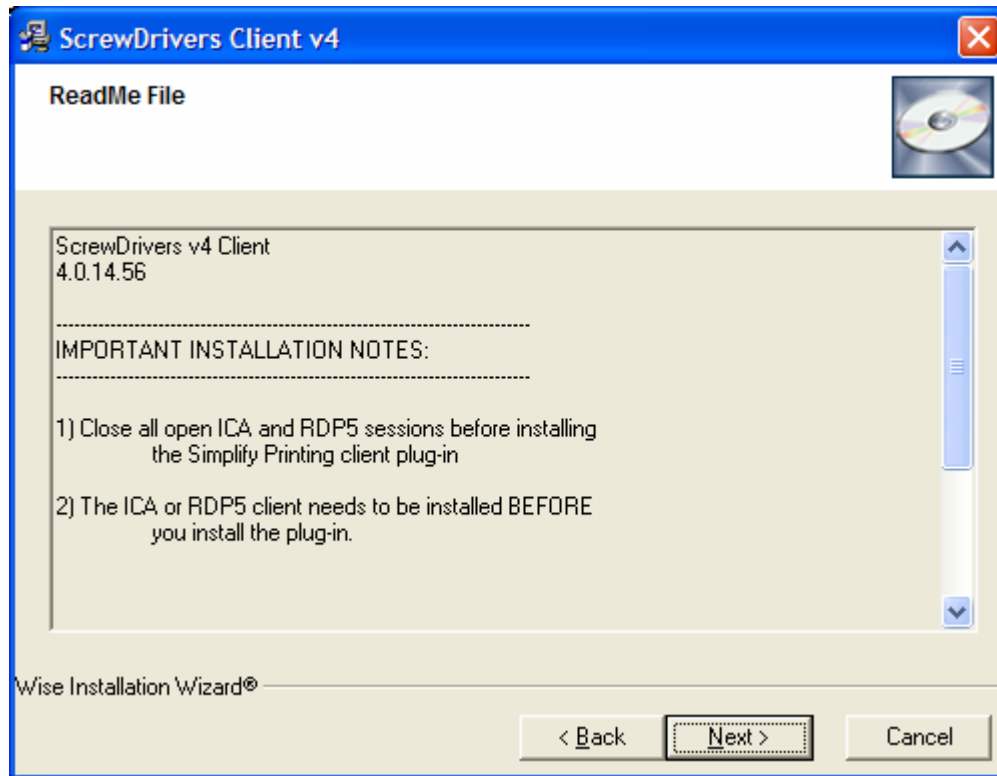 ScrewDrivers Client v4
ReadMe File
ScrewDrivers v4 Client
4.0.14.56
-------------------------------------------------------------------------------
IMPORTANT INSTALLATION NOTES:
-------------------------------------------------------------------------------
1) Close all open ICA and RDP5 sessions before installing
the Simplify Printing client plug-in
2) The ICA or RDP5 client needs to be installed BEFORE
you install the plug-in.
Wise Installation Wizard®
< Back Next > Cancel